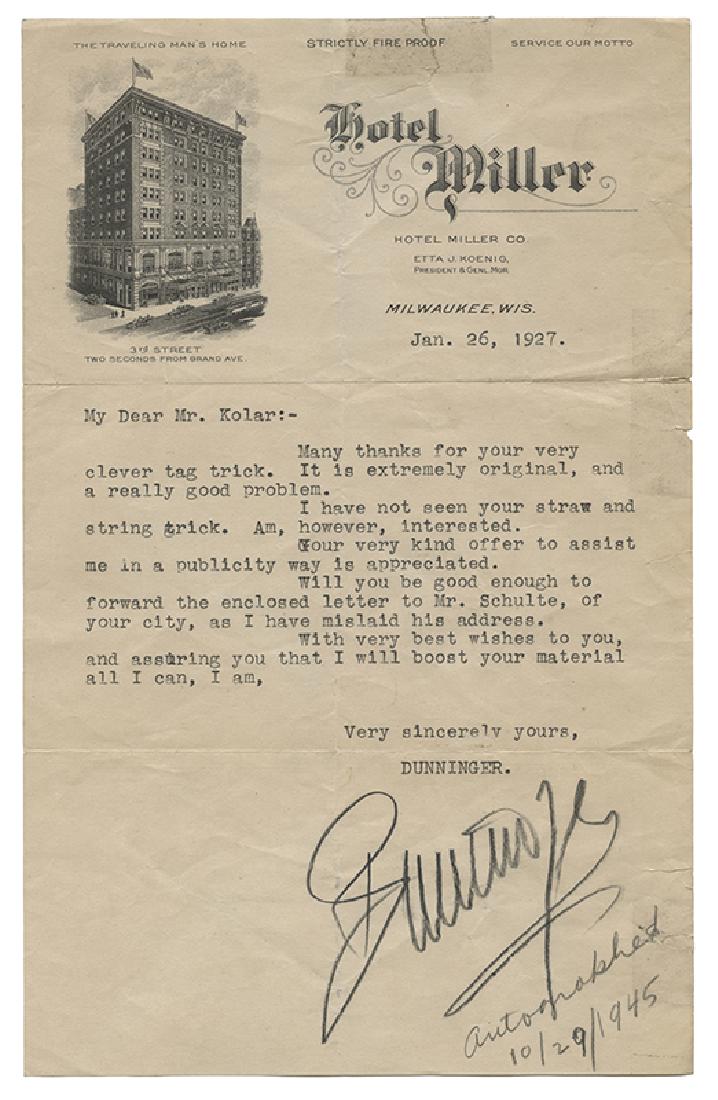 THE TRAVELING MAN'S HOME
STRICTLY FIRE PROOF
SERVICE OUR MOTTO
Hotel
Miller
HOTEL MILLER CO.
ETTA J. KOENIG,
PRESIDENT & GENL. MGR.
MILWAUKEE, WIS.
3rd STREET
TWO SECONDS FROM GRAND AVE.
Jan. 26, 1927.
My Dear Mr. Kolar:-
Many thanks for your very
clever tag trick. It is extremely original, and
a really good problem.
I have not seen your straw and
string trick. Am, however, interested.
Your very kind offer to assist
me in a publicity way is appreciated.
Will you be good enough to
forward the enclosed letter to Mr. Schulte, of
your city, as I have mislaid his address.
With very best wishes to you,
and assuring you that I will boost your material
all I can, I am,
Very sincerely yours,
DUNNINGER.
Dunninger
Autographed
10/29/1945